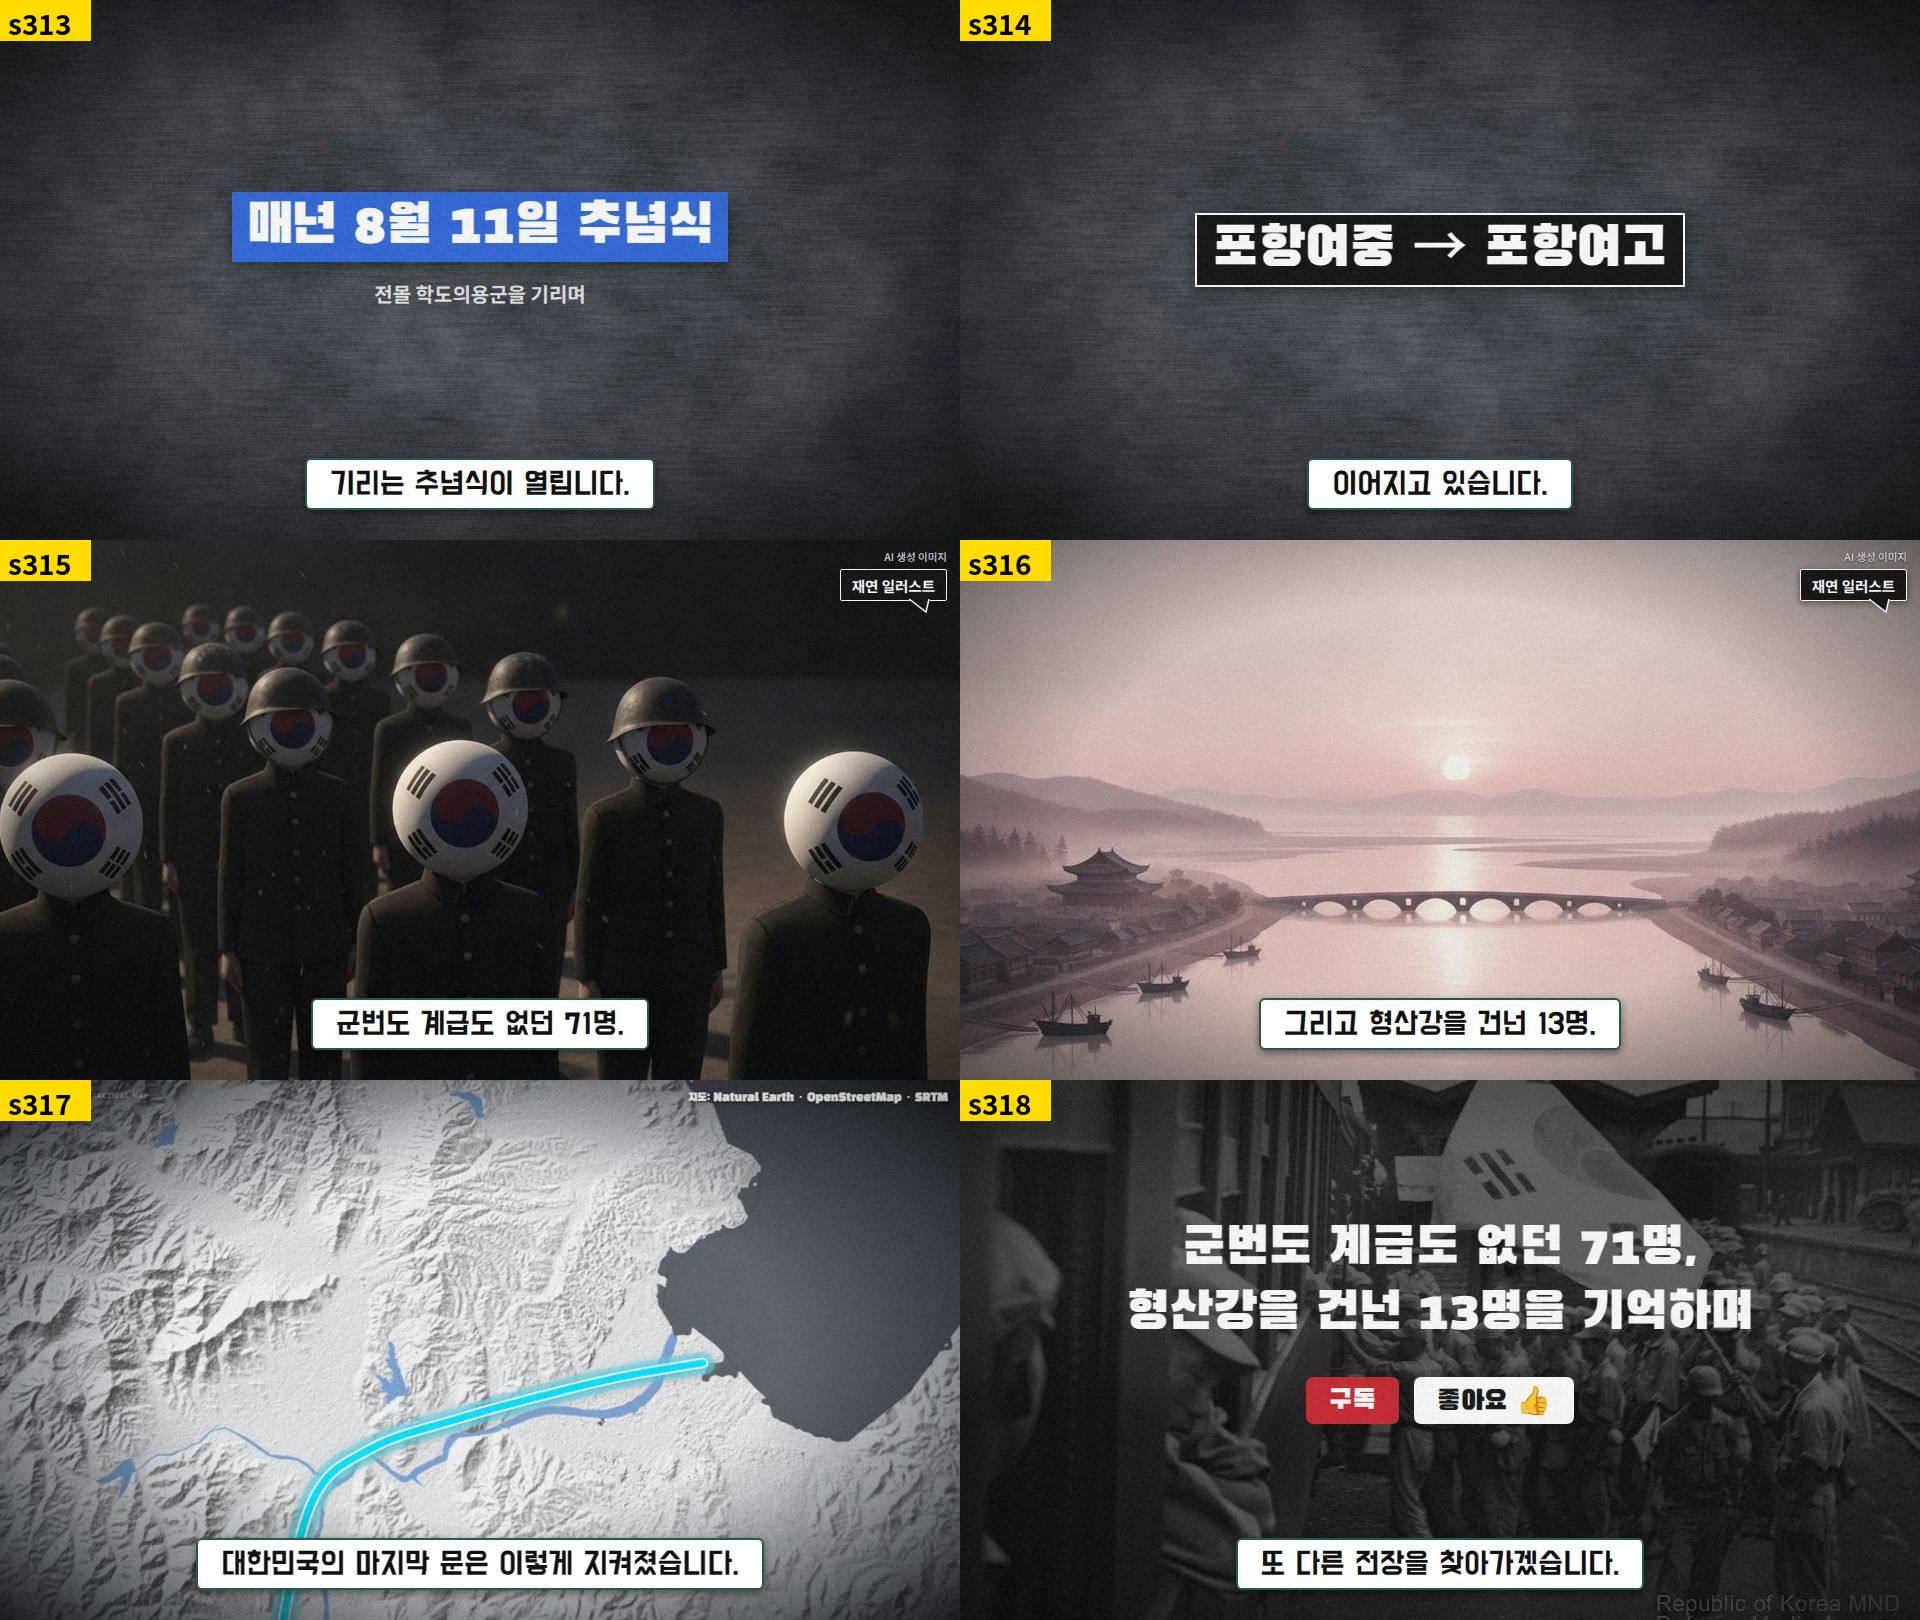 s313
매년 8월 11일 추념식
전몰 학도의용군을 기리며
기리는 추념식이 열립니다.
s314
포항여중 → 포항여고
이어지고 있습니다.
s315
AI 생성 이미지
재연 일러스트
군번도 계급도 없던 71명.
s316
AI 생성 이미지
재연 일러스트
그리고 형산강을 건넌 13명.
s317
TACTICAL MAP
지도: Natural Earth · OpenStreetMap · SRTM
대한민국의 마지막 문은 이렇게 지켜졌습니다.
s318
군번도 계급도 없던 71명,
형산강을 건넌 13명을 기억하며
구독
좋아요 👍
또 다른 전장을 찾아가겠습니다.
Republic of Korea MND